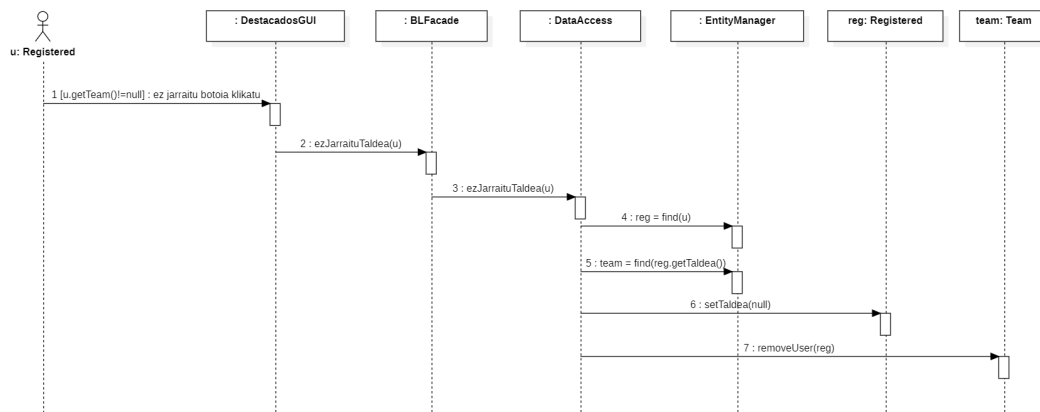 : DestacadosGUI
: BLFacade
: DataAccess
: EntityManager
reg: Registered
team: Team
u: Registered
1 [u.getTeam()!=null] : ez jarraitu botoia klikatu
2 : ezJarraituTaldea(u)
3 : ezJarraituTaldea(u)
4 : reg = find(u)
5 : team = find(reg.getTaldea())
6 : setTaldea(null)
7 : removeUser(reg)